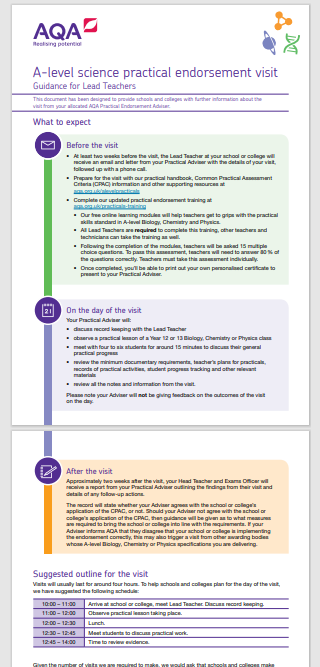 AQA
Realising potential
A-level science practical endorsement visit
Guidance for Lead Teachers
This document has been designed to provide schools and colleges with further information about the
visit from your allocated AQA Practical Endorsement Adviser.
What to expect
Before the visit
• At least two weeks before the visit, the Lead Teacher at your school or college will
receive an email or call from your Practical Adviser with the details of your visit,
followed up with a phone call.
• Prepare for the visit with our practical handbook, Common Practical Assessment
Criteria (CPAC) information and other supporting resources at
aqa.org.uk/alevelpracticals
• Complete our updated practical endorsement training at
aqa.org.uk/practicals-training
• Our free online learning modules will help teachers get to grips with the practical
skills standard in A-level Biology, Chemistry and Physics.
• All Lead Teachers are required to complete this training, other teachers and
technicians can take the training as well.
• Following the completion of the modules, teachers will be asked 15 multiple
choice questions. To pass this assessment, teachers will need to answer 80 % of
the questions correctly. Teachers must take this assessment individually.
• Once completed, you'll be able to print out your own personalised certificate to
present to your Practical Adviser.
21
On the day of the visit
Your Practical Adviser will:
• discuss record keeping with the Lead Teacher
• observe a practical lesson of a Year 12 or 13 Biology, Chemistry or Physics class
• meet with four to six students for around 15 minutes to discuss their general
practical progress
• review the minimum documentary requirements, teacher's plans for practicals,
records of practical activities, student progress tracking and other relevant
materials
• review all the notes and information from the visit.
Please note your Adviser will not be giving feedback on the outcomes of the visit
on the day.
After the visit
Approximately two weeks after the visit, your Head Teacher and Exams Officer will
receive a report from your Practical Adviser outlining the findings from their visit and
details of any follow-up actions.
The record will state whether your Adviser agrees with the school or college's
application of the CPAC, or not. Should your Adviser not agree with the school or
college's application of the CPAC, then guidance will be given as to what measures
are required to bring the school or college into line with the requirements. If your
Adviser informs AQA that they disagree that your school or college is implementing
the endorsement correctly, this may also trigger a visit from other awarding bodies
whose A-level Biology, Chemistry or Physics specifications you are delivering.
Suggested outline for the visit
Visits will usually last for around four hours. To help schools and colleges plan for the day of the visit,
we have suggested the following schedule:
10:00 – 11:00 Arrive at school or college, meet Lead Teacher. Discuss record keeping.
11:00 – 12:00 Observe practical lesson taking place.
12:00 – 12:30 Lunch.
12:30 – 12:45 Meet students to discuss practical work.
12:45 – 14:00 Time to review evidence.
Given the number of visits we are required to make, we would ask that schools and colleges make